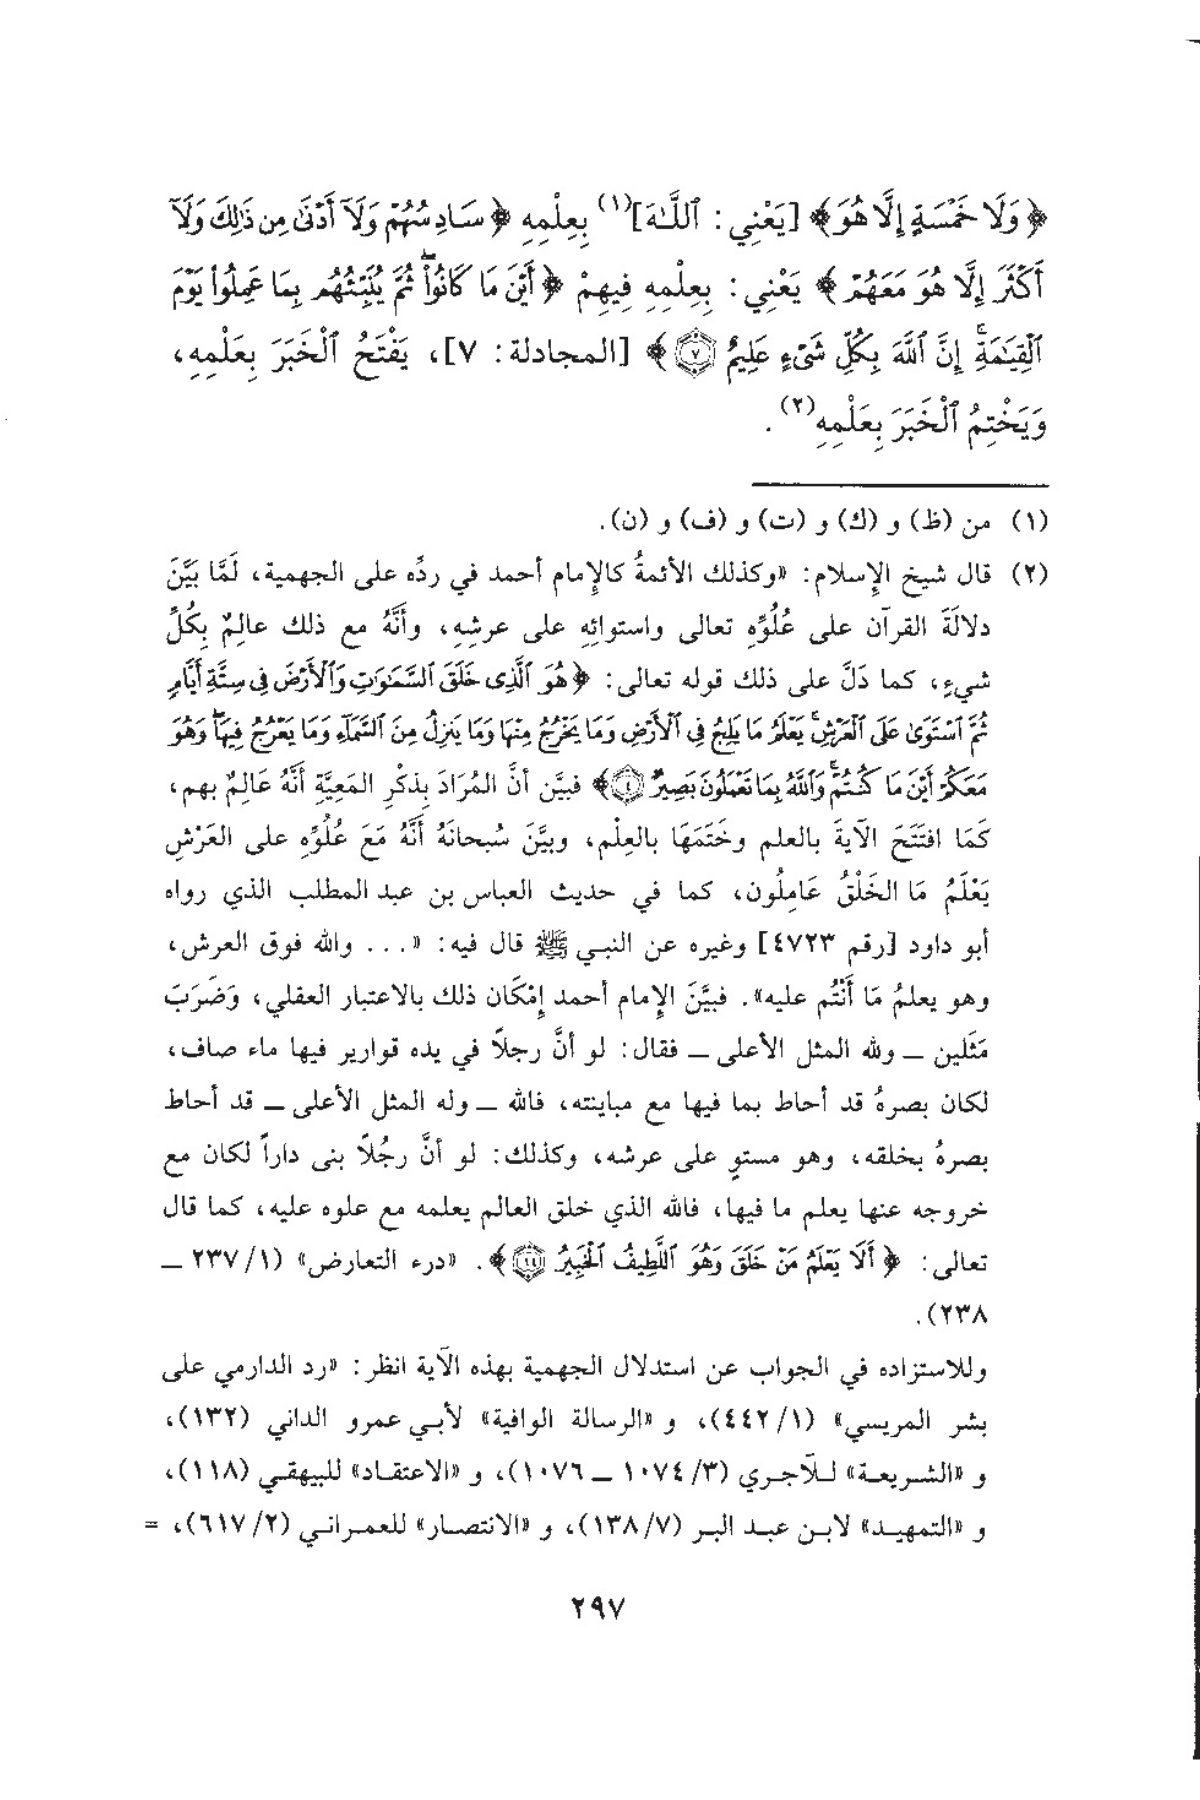 ﴿وَلَا خَمْسَةٍ إِلَّا هُوَ﴾ [يَعْنِي: ٱللَّـهَ]⁽١⁾ بِعِلْمِهِ ﴿سَادِسُهُمْ وَلَآ أَدْنَىٰ مِن ذَٰلِكَ وَلَآ
أَكْثَرَ إِلَّا هُوَ مَعَهُمْ﴾ يَعْنِي: بِعِلْمِهِ فِيهِمْ ﴿أَيْنَ مَا كَانُوا۟ ۖ ثُمَّ يُنَبِّئُهُم بِمَا عَمِلُوا۟ يَوْمَ
ٱلْقِيَـٰمَةِ ۚ إِنَّ ٱللَّهَ بِكُلِّ شَىْءٍ عَلِيمٌ ٧﴾ [المجادلة: ٧]، يَفْتَحُ ٱلْخَبَرَ بِعَلْمِهِ،
وَيَخْتِمُ ٱلْخَبَرَ بِعَلْمِهِ⁽٢⁾.
(١) من (ظ) و (ك) و (ت) و (ف) و (ن).
(٢) قال شيخ الإسلام: «وكذلك الأئمةُ كالإمام أحمد في ردِّه على الجهمية، لَمَّا بَيَّنَ
دلالَةَ القرآن على عُلُوِّهِ تعالى واستوائِهِ على عرشِهِ، وأَنَّهُ مع ذلك عالِمٌ بِكُلِّ
شيءٍ، كما دَلَّ على ذلك قوله تعالى: ﴿هُوَ ٱلَّذِى خَلَقَ ٱلسَّمَـٰوَٰتِ وَٱلْأَرْضَ فِى سِتَّةِ أَيَّامٍ
ثُمَّ ٱسْتَوَىٰ عَلَى ٱلْعَرْشِ ۚ يَعْلَمُ مَا يَلِجُ فِى ٱلْأَرْضِ وَمَا يَخْرُجُ مِنْهَا وَمَا يَنزِلُ مِنَ ٱلسَّمَآءِ وَمَا يَعْرُجُ فِيهَا ۖ وَهُوَ
مَعَكُمْ أَيْنَ مَا كُنتُمْ ۚ وَٱللَّهُ بِمَا تَعْمَلُونَ بَصِيرٌ ٤﴾ فبيَّن أنَّ المُرَادَ بِذِكْرِ المَعِيَّةِ أَنَّهُ عَالِمٌ بهم،
كَمَا افتَتَحَ الآيةَ بالعلم وخَتَمَهَا بالعِلْم، وبيَّنَ سُبحانَهُ أَنَّهُ مَعَ عُلُوِّهِ على العَرْشِ
يَعْلَمُ مَا الخَلْقُ عَامِلُون، كما في حديث العباس بن عبد المطلب الذي رواه
أبو داود [رقم ٤٧٢٣] وغيره عن النبي ﷺ قال فيه: «... والله فوق العرش،
وهو يعلمُ مَا أَنْتُم عليه». فبيَّنَ الإمام أحمد إِمْكَان ذلك بالاعتبار العقلي، وَضَرَبَ
مَثَلين ــ ولله المثل الأعلى ــ فقال: لو أنَّ رجلاً في يده قوارير فيها ماء صاف،
لكان بصرهُ قد أحاط بما فيها مع مباينته، فالله ــ وله المثل الأعلى ــ قد أحاط
بصرهُ بخلقه، وهو مستوٍ على عرشه، وكذلك: لو أنَّ رجُلاً بنى داراً لكان مع
خروجه عنها يعلم ما فيها، فالله الذي خلق العالم يعلمه مع علوه عليه، كما قال
تعالى: ﴿أَلَا يَعْلَمُ مَنْ خَلَقَ وَهُوَ ٱللَّطِيفُ ٱلْخَبِيرُ ١٤﴾. «درء التعارض» (١/ ٢٣٧ ــ
٢٣٨).
وللاستزاده في الجواب عن استدلال الجهمية بهذه الآية انظر: «رد الدارمي على
بشر المريسي» (١/ ٤٤٢)، و «الرسالة الوافية» لأبي عمرو الداني (١٣٢)،
و «الشريعة» للآجري (٣/ ١٠٧٤ ــ ١٠٧٦)، و «الاعتقاد» للبيهقي (١١٨)،
و «التمهيد» لابن عبد البر (٧/ ١٣٨)، و «الانتصار» للعمراني (٢/ ٦١٧)، =
٢٩٧